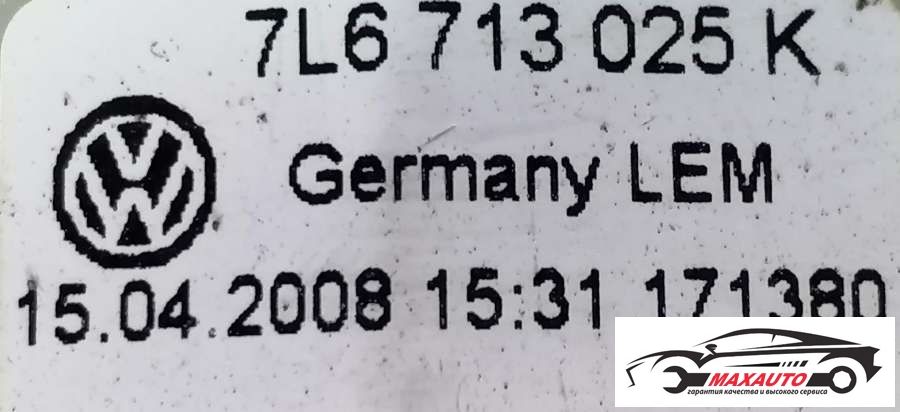 7L6 713 025 K
Germany LEM
15.04.2008 15:31 171380
MAXAUTO
гарантия качества и высокого сервиса